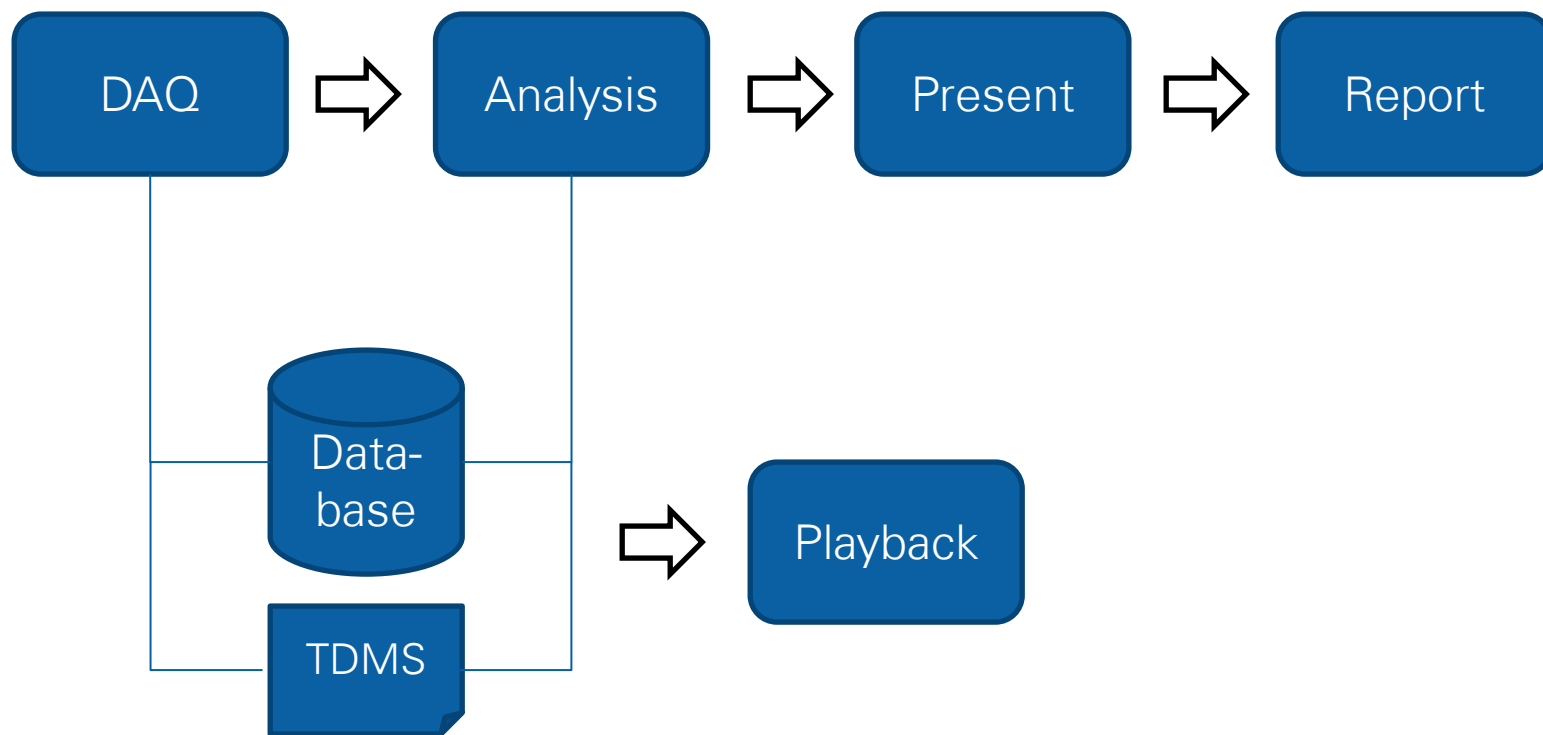 DAQ
Analysis
Present
Report
Data-
base
Playback
TDMS